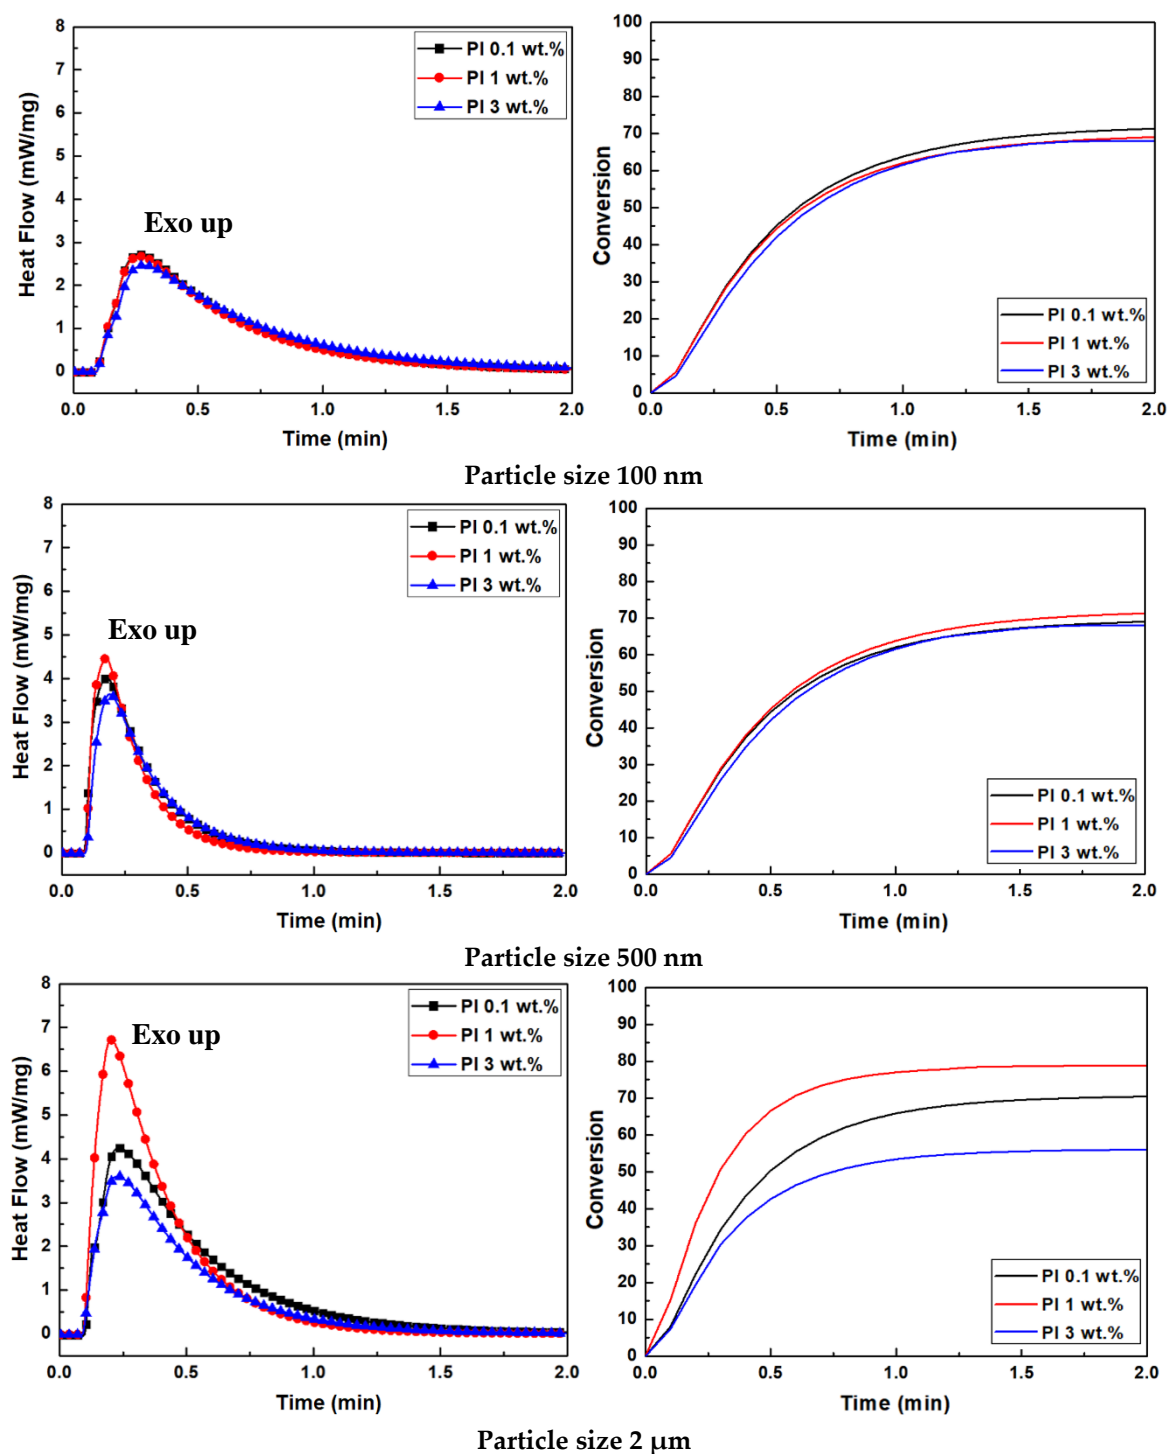 Heat Flow (mW/mg)
8
7
6
5
4
3
2
1
0
PI 0.1 wt.%
PI 1 wt.%
PI 3 wt.%
Exo up
0.0 0.5 1.0 1.5 2.0
Time (min)
Conversion
100
90
80
70
60
50
40
30
20
10
0
PI 0.1 wt.%
PI 1 wt.%
PI 3 wt.%
0.0 0.5 1.0 1.5 2.0
Time (min)
Particle size 100 nm
Heat Flow (mW/mg)
8
7
6
5
4
3
2
1
0
PI 0.1 wt.%
PI 1 wt.%
PI 3 wt.%
Exo up
0.0 0.5 1.0 1.5 2.0
Time (min)
Conversion
100
90
80
70
60
50
40
30
20
10
0
PI 0.1 wt.%
PI 1 wt.%
PI 3 wt.%
0.0 0.5 1.0 1.5 2.0
Time (min)
Particle size 500 nm
Heat Flow (mW/mg)
8
7
6
5
4
3
2
1
0
PI 0.1 wt.%
PI 1 wt.%
PI 3 wt.%
Exo up
0.0 0.5 1.0 1.5 2.0
Time (min)
Conversion
100
90
80
70
60
50
40
30
20
10
0
PI 0.1 wt.%
PI 1 wt.%
PI 3 wt.%
0.0 0.5 1.0 1.5 2.0
Time (min)
Particle size 2 μm